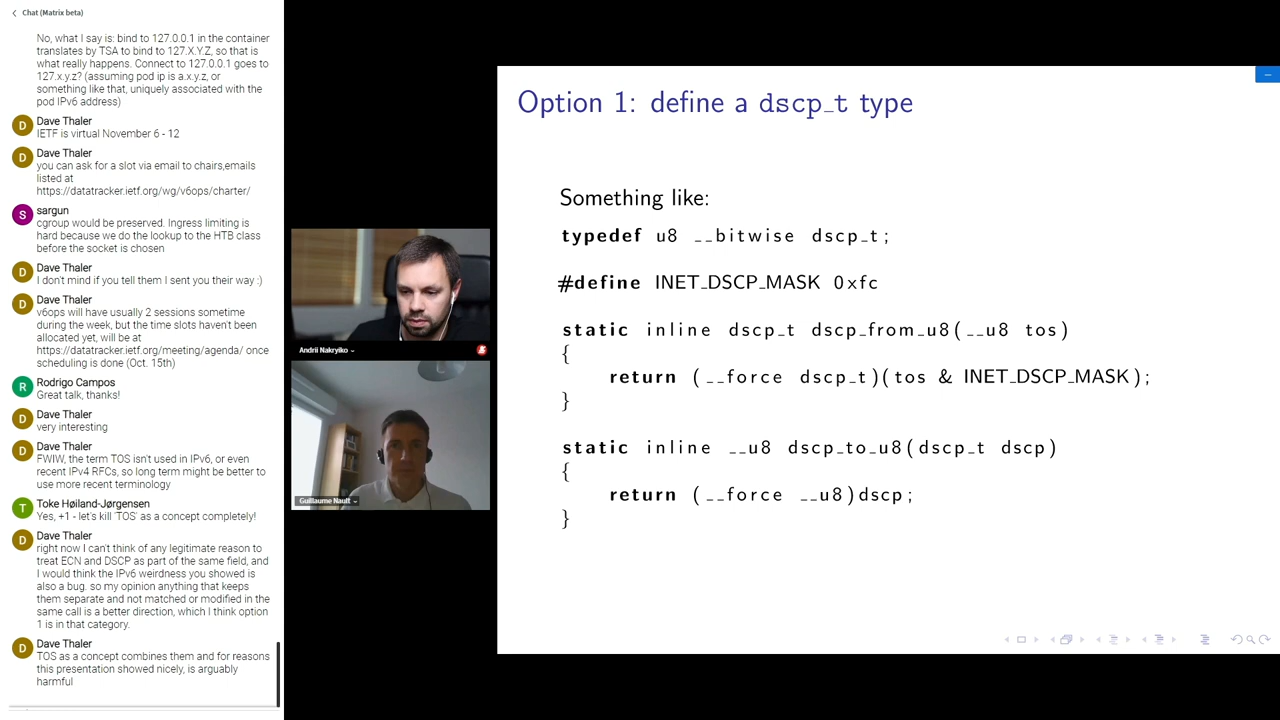 Chat (Matrix beta)
No, what I say is: bind to 127.0.0.1 in the container
translates by TSA to bind to 127.X.Y.Z, so that is
what really happens. Connect to 127.0.0.1 goes to
127.x.y.z? (assuming pod ip is a.x.y.z, or
something like that, uniquely associated with the
pod IPv6 address)
D
Dave Thaler
IETF is virtual November 6 - 12
D
Dave Thaler
you can ask for a slot via email to chairs,emails
listed at
https://datatracker.ietf.org/wg/v6ops/charter/
S
sargun
cgroup would be preserved. Ingress limiting is
hard because we do the lookup to the HTB class
before the socket is chosen
D
Dave Thaler
I don't mind if you tell them I sent you their way :)
D
Dave Thaler
v6ops will have usually 2 sessions sometime
during the week, but the time slots haven't been
allocated yet, will be at
https://datatracker.ietf.org/meeting/agenda/ once
scheduling is done (Oct. 15th)
R
Rodrigo Campos
Great talk, thanks!
D
Dave Thaler
very interesting
D
Dave Thaler
FWIW, the term TOS isn't used in IPv6, or even
recent IPv4 RFCs, so long term might be better to
use more recent terminology
T
Toke Høiland-Jørgensen
Yes, +1 - let's kill 'TOS' as a concept completely!
D
Dave Thaler
right now I can't think of any legitimate reason to
treat ECN and DSCP as part of the same field, and
I would think the IPv6 weirdness you showed is
also a bug. so my opinion anything that keeps
them separate and not matched or modified in the
same call is a better direction, which I think option
1 is in that category.
D
Dave Thaler
TOS as a concept combines them and for reasons
this presentation showed nicely, is arguably
harmful
Andrii Nakryiko
Guillaume Nault
Option 1: define a dscp_t type
Something like:
typedef u8 __bitwise dscp_t;
#define INET_DSCP_MASK 0xfc
static inline dscp_t dscp_from_u8(__u8 tos)
{
return (__force dscp_t)(tos & INET_DSCP_MASK);
}
static inline __u8 dscp_to_u8(dscp_t dscp)
{
return (__force __u8)dscp;
}